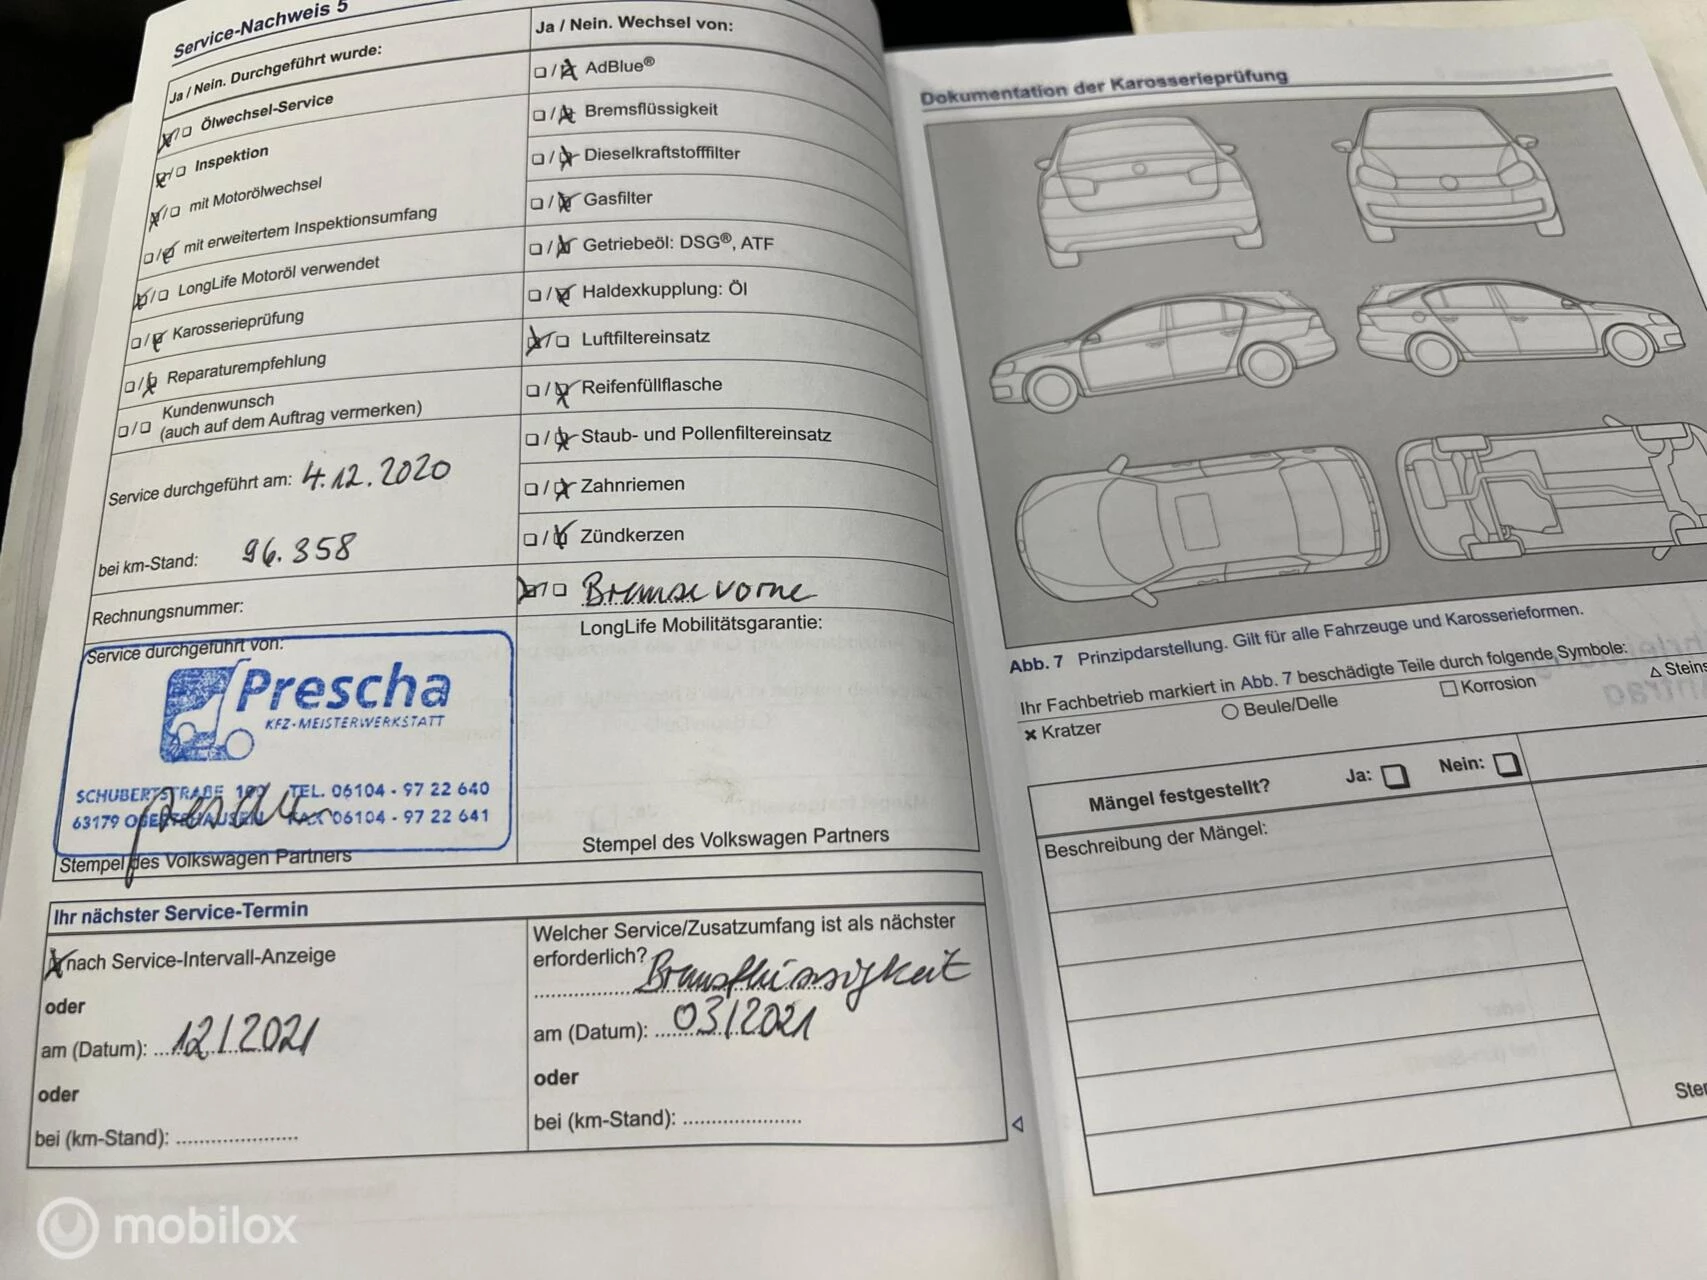 Service-Nachweis 5
Ja / Nein. Durchgeführt wurde:
Ölwechsel-Service
Inspektion
mit Motorölwechsel
mit erweitertem Inspektionsumfang
LongLife Motoröl verwendet
Karosserieprüfung
Reparaturempfehlung
Kundenwunsch
(auch auf dem Auftrag vermerken)
Service durchgeführt am: 4.12.2020
bei km-Stand: 96.358
Rechnungsnummer:
Service durchgeführt von:
Prescha
KFZ-MEISTERWERKSTATT
SCHUBERTSTRAßE TEL. 06104 - 97 22 640
63179 OBERTSHAUSEN FAX 06104 - 97 22 641
Stempel des Volkswagen Partners
Ja / Nein. Wechsel von:
AdBlue®
Bremsflüssigkeit
Dieselkraftstofffilter
Gasfilter
Getriebeöl: DSG®, ATF
Haldexkupplung: Öl
Luftfiltereinsatz
Reifenfüllflasche
Staub- und Pollenfiltereinsatz
Zahnriemen
Zündkerzen
Bremse vorne
LongLife Mobilitätsgarantie:
Stempel des Volkswagen Partners
Ihr nächster Service-Termin
nach Service-Intervall-Anzeige
oder
am (Datum): 12/2021
oder
bei (km-Stand): ......................
Welcher Service/Zusatzumfang ist als nächster
erforderlich? Bremsflüssigkeit
am (Datum): 03/2021
oder
bei (km-Stand): ......................
Dokumentation der Karosserieprüfung
Abb. 7 Prinzipdarstellung. Gilt für alle Fahrzeuge und Karosserieformen.
Ihr Fachbetrieb markiert in Abb. 7 beschädigte Teile durch folgende Symbole:
× Kratzer ○ Beule/Delle □ Korrosion △ Steins
Mängel festgestellt? Ja: Nein:
Beschreibung der Mängel:
Ster
mobilox